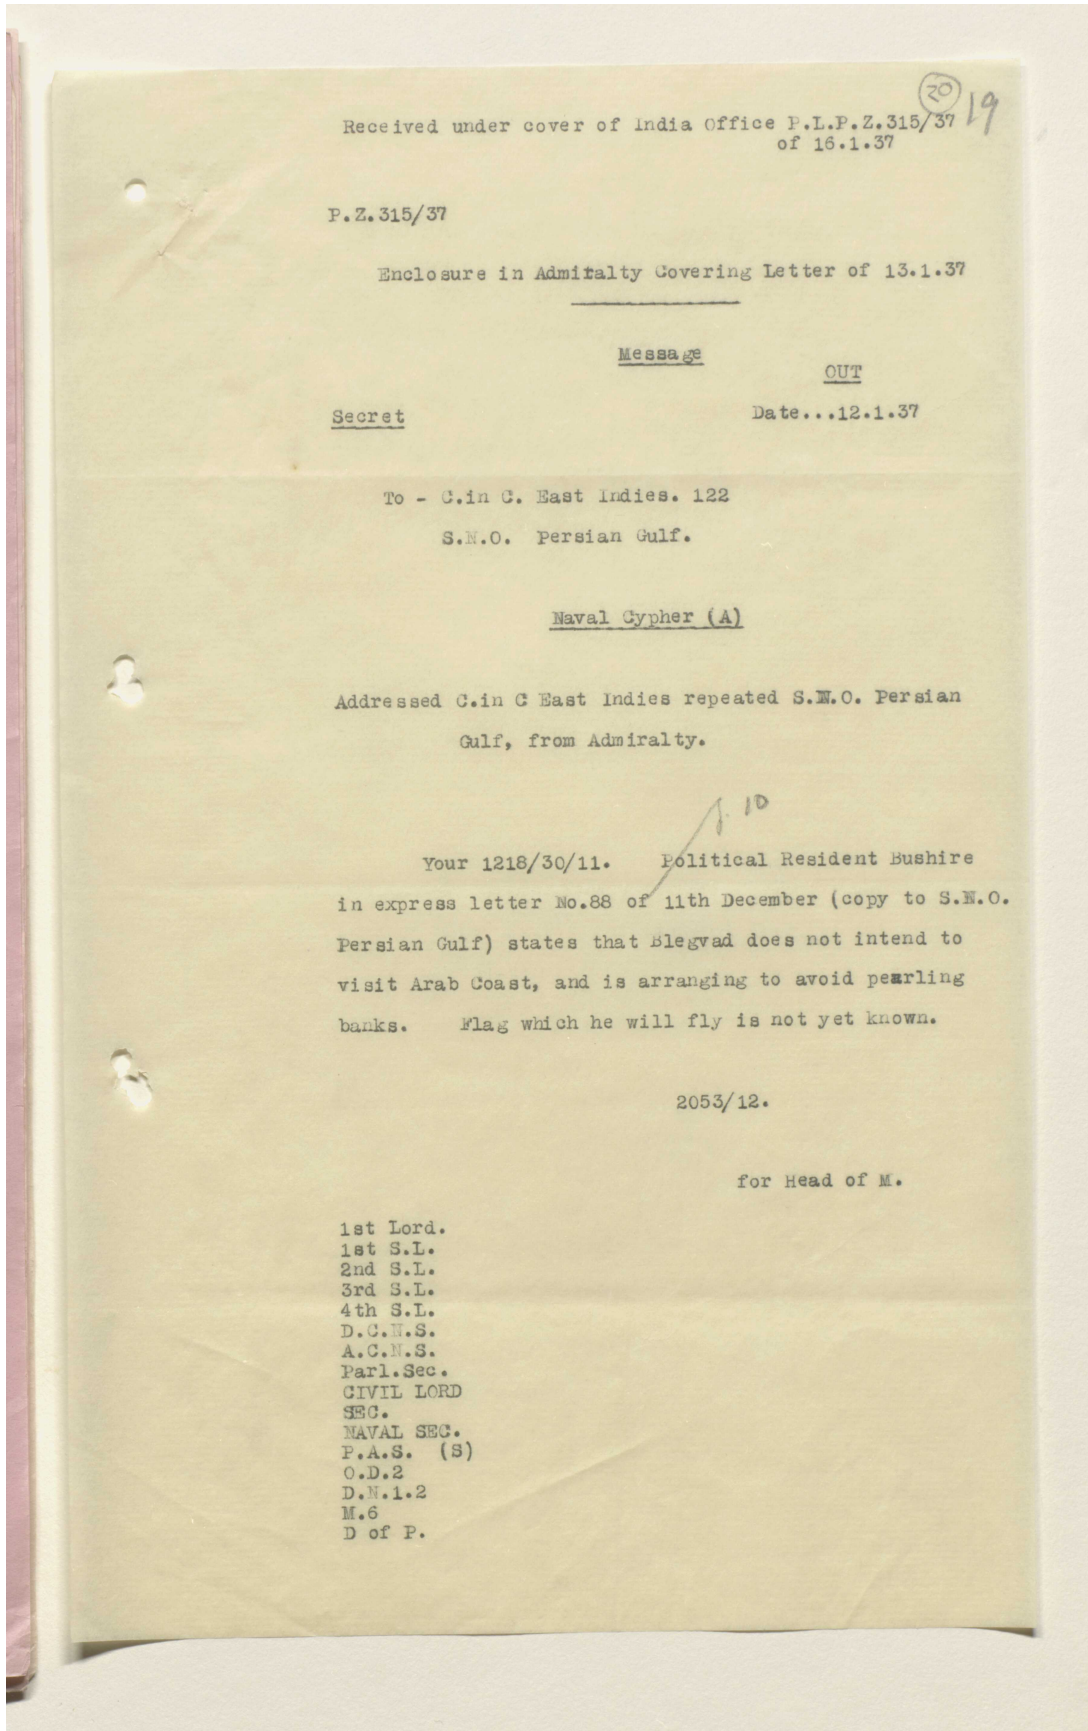 20
19
Received under cover of India Office P.L.P.Z.315/37
of 16.1.37
P.Z.315/37
Enclosure in Admiralty Covering Letter of 13.1.37
Message
OUT
Secret
Date...12.1.37
To - C.in C. East Indies. 122
S.N.O. Persian Gulf.
Naval Cypher (A)
Addressed C.in C East Indies repeated S.N.O. Persian
Gulf, from Admiralty.
10
Your 1218/30/11. Political Resident Bushire
in express letter No.88 of 11th December (copy to S.N.O.
Persian Gulf) states that Blegvad does not intend to
visit Arab Coast, and is arranging to avoid pearling
banks. Flag which he will fly is not yet known.
2053/12.
for Head of M.
1st Lord.
1st S.L.
2nd S.L.
3rd S.L.
4th S.L.
D.C.N.S.
A.C.N.S.
Parl.Sec.
CIVIL LORD
SEC.
NAVAL SEC.
P.A.S. (S)
O.D.2
D.N.1.2
M.6
D of P.